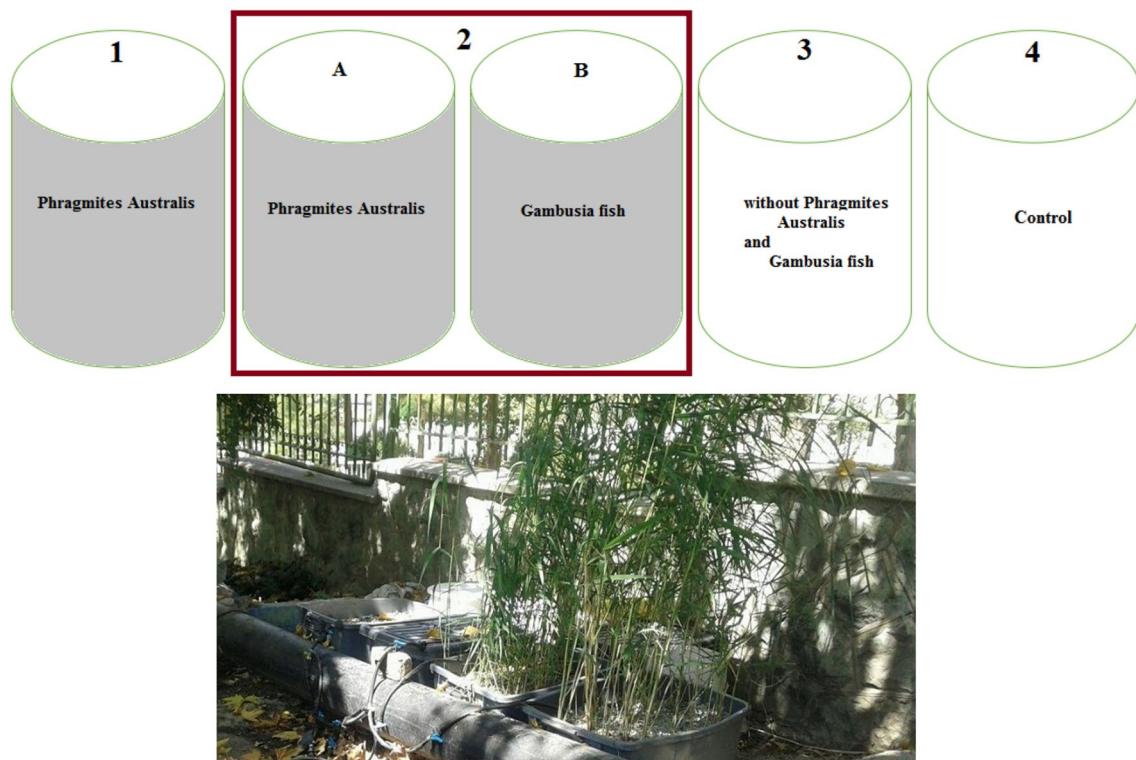 1
2
A
B
3
4
Phragmites Australis
Phragmites Australis
Gambusia fish
without Phragmites
Australis
and
Gambusia fish
Control